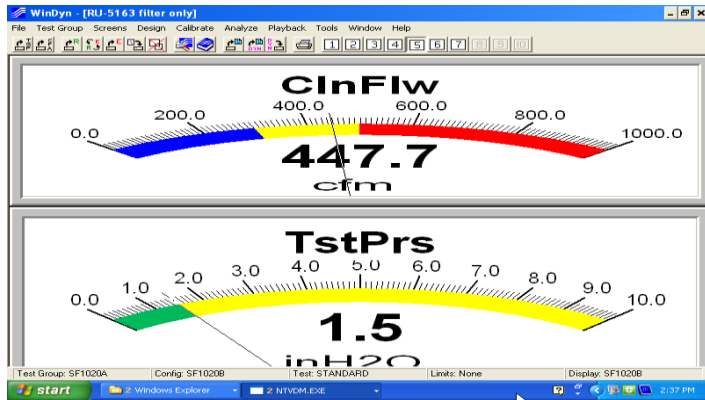 WinDyn - [RU-5163 filter only]
File Test Group Screens Design Calibrate Analyze Playback Tools Window Help
1 2 3 4 5 6 7 8 9 10
ClnFlw
0.0 200.0 400.0 600.0 800.0 1000.0
447.7
cfm
TstPrs
0.0 1.0 2.0 3.0 4.0 5.0 6.0 7.0 8.0 9.0 10.0
1.5
inH2O
Test Group: SF1020A Config: SF1020B Test: STANDARD Limits: None Display: SF1020B
start 2 Windows Explorer 2 NTVDM.EXE 2:37 PM